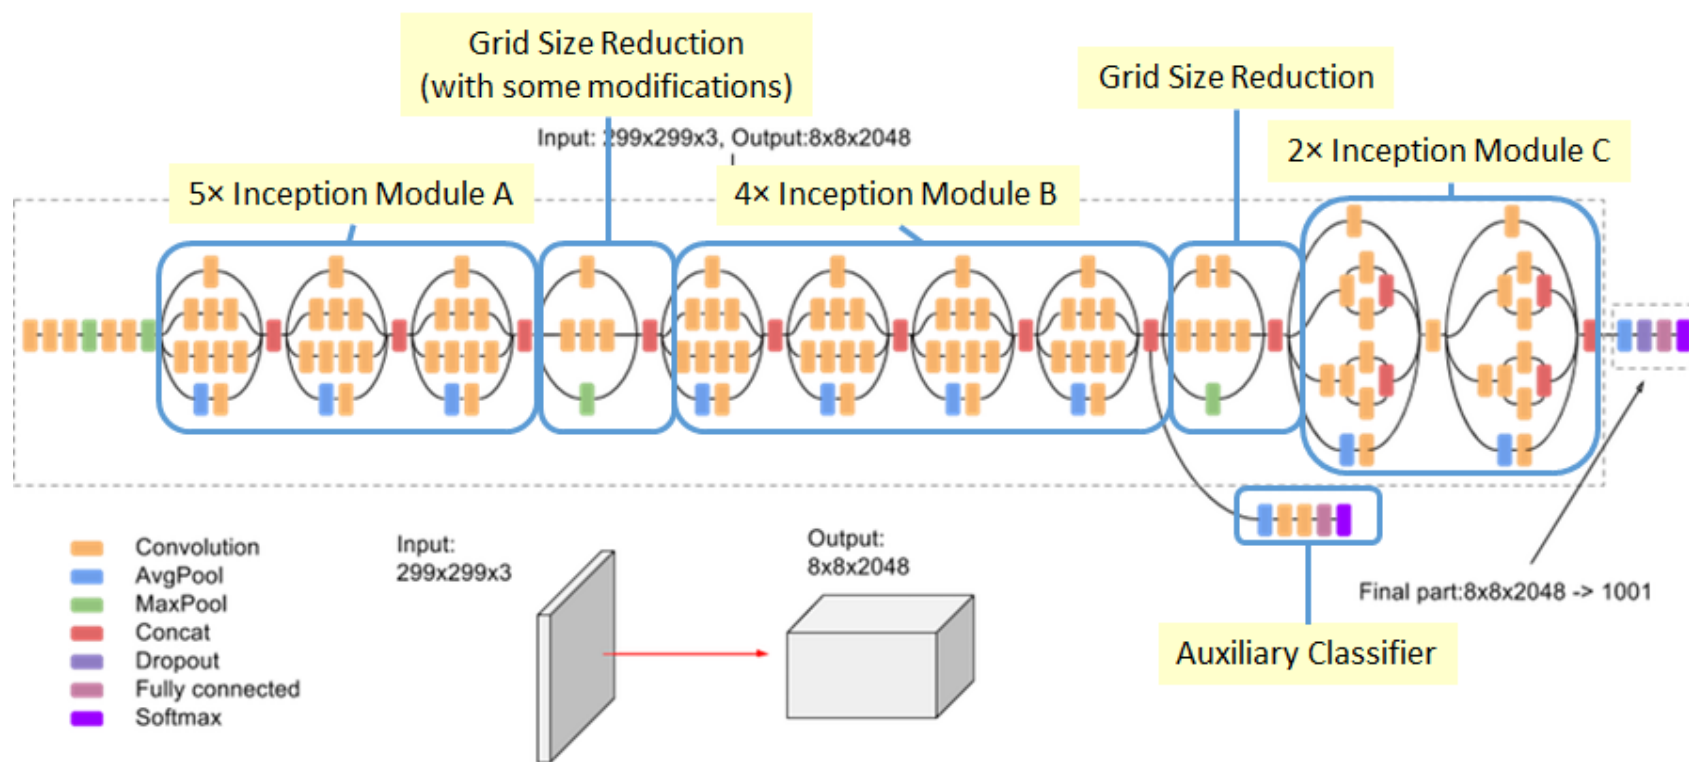 Grid Size Reduction
(with some modifications)
Grid Size Reduction
Input: 299x299x3, Output:8x8x2048
2× Inception Module C
5× Inception Module A
4× Inception Module B
Convolution
AvgPool
MaxPool
Concat
Dropout
Fully connected
Softmax
Input:
299x299x3
Output:
8x8x2048
Final part:8x8x2048 -> 1001
Auxiliary Classifier